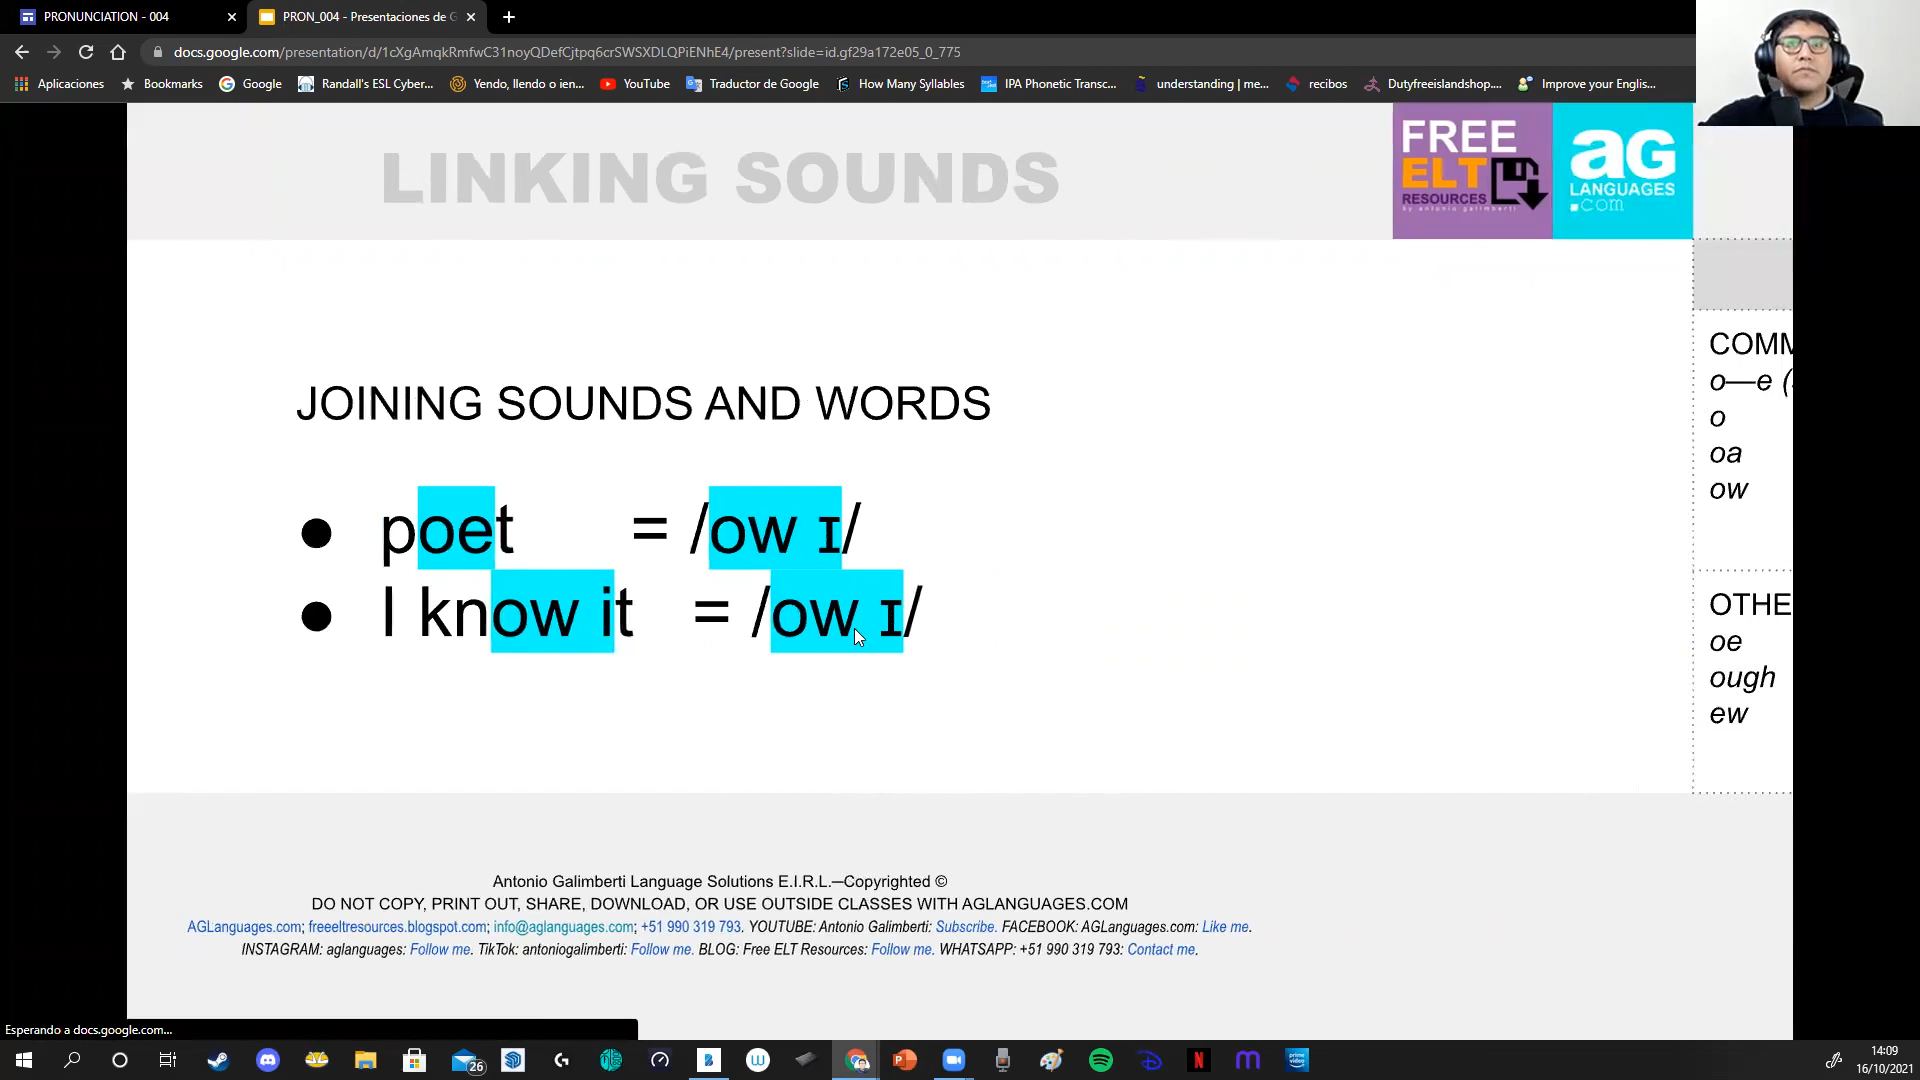 PRONUNCIATION - 004
PRON_004 - Presentaciones de G
docs.google.com/presentation/d/1cXgAmqkRmfwC31noyQDefCjtpq6crSWSXDLQPiENhE4/present?slide=id.gf29a172e05_0_775
Aplicaciones Bookmarks Google Randall's ESL Cyber... Yendo, llendo o ien... YouTube Traductor de Google How Many Syllables IPA Phonetic Transc... understanding | me... recibos Dutyfreeislandshop.... Improve your Englis...
LINKING SOUNDS
FREE
ELT
RESOURCES
by antonio galimberti
aG
LANGUAGES
.com
JOINING SOUNDS AND WORDS
● poet = /ow ɪ/
● I know it = /ow ɪ/
COMM
o—e (
o
oa
ow
OTHE
oe
ough
ew
Antonio Galimberti Language Solutions E.I.R.L.—Copyrighted ©
DO NOT COPY, PRINT OUT, SHARE, DOWNLOAD, OR USE OUTSIDE CLASSES WITH AGLANGUAGES.COM
AGLanguages.com; freeeltresources.blogspot.com; info@aglanguages.com; +51 990 319 793. YOUTUBE: Antonio Galimberti: Subscribe. FACEBOOK: AGLanguages.com: Like me.
INSTAGRAM: aglanguages: Follow me. TikTok: antoniogalimberti: Follow me. BLOG: Free ELT Resources: Follow me. WHATSAPP: +51 990 319 793: Contact me.
Esperando a docs.google.com...
26
prime video
14:09
16/10/2021